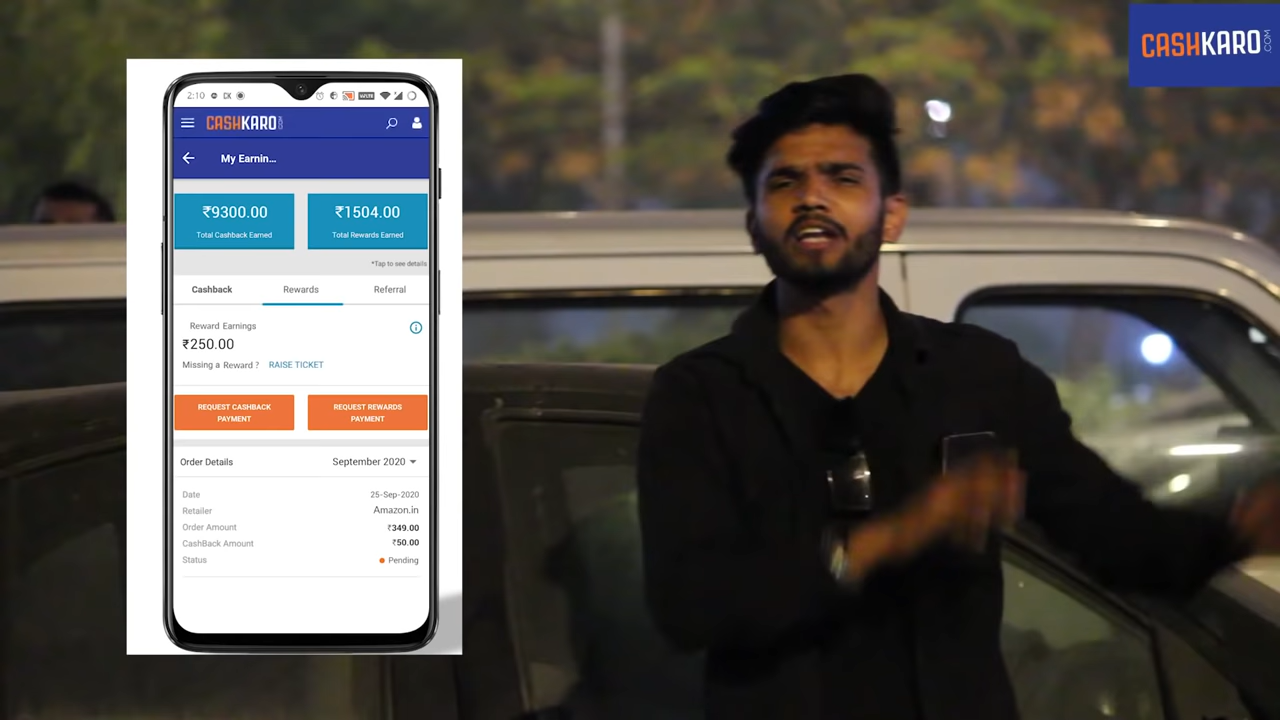 CASHKARO.COM
2:10
CASHKARO
My Earnin...
₹9300.00
Total Cashback Earned
₹1504.00
Total Rewards Earned
*Tap to see details
Cashback
Rewards
Referral
Reward Earnings
₹250.00
Missing a Reward ?
RAISE TICKET
REQUEST CASHBACK
PAYMENT
REQUEST REWARDS
PAYMENT
Order Details
September 2020
Date
25-Sep-2020
Retailer
Amazon.in
Order Amount
₹349.00
CashBack Amount
₹50.00
Status
Pending